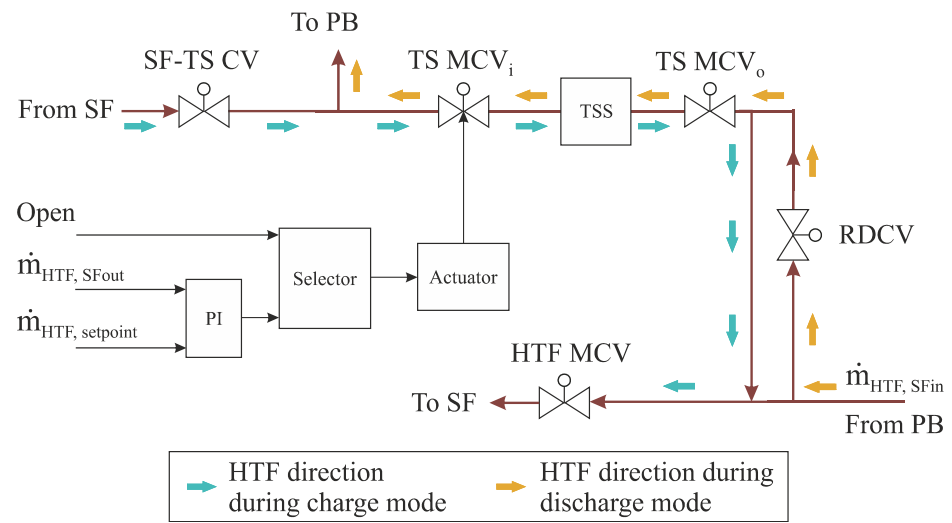 To PB
SF-TS CV
TS MCVi
TS MCVo
From SF
TSS
Open
ṁHTF, SFout
Selector
Actuator
RDCV
PI
ṁHTF, setpoint
HTF MCV
ṁHTF, SFin
To SF
From PB
HTF direction
during charge mode
HTF direction during
discharge mode